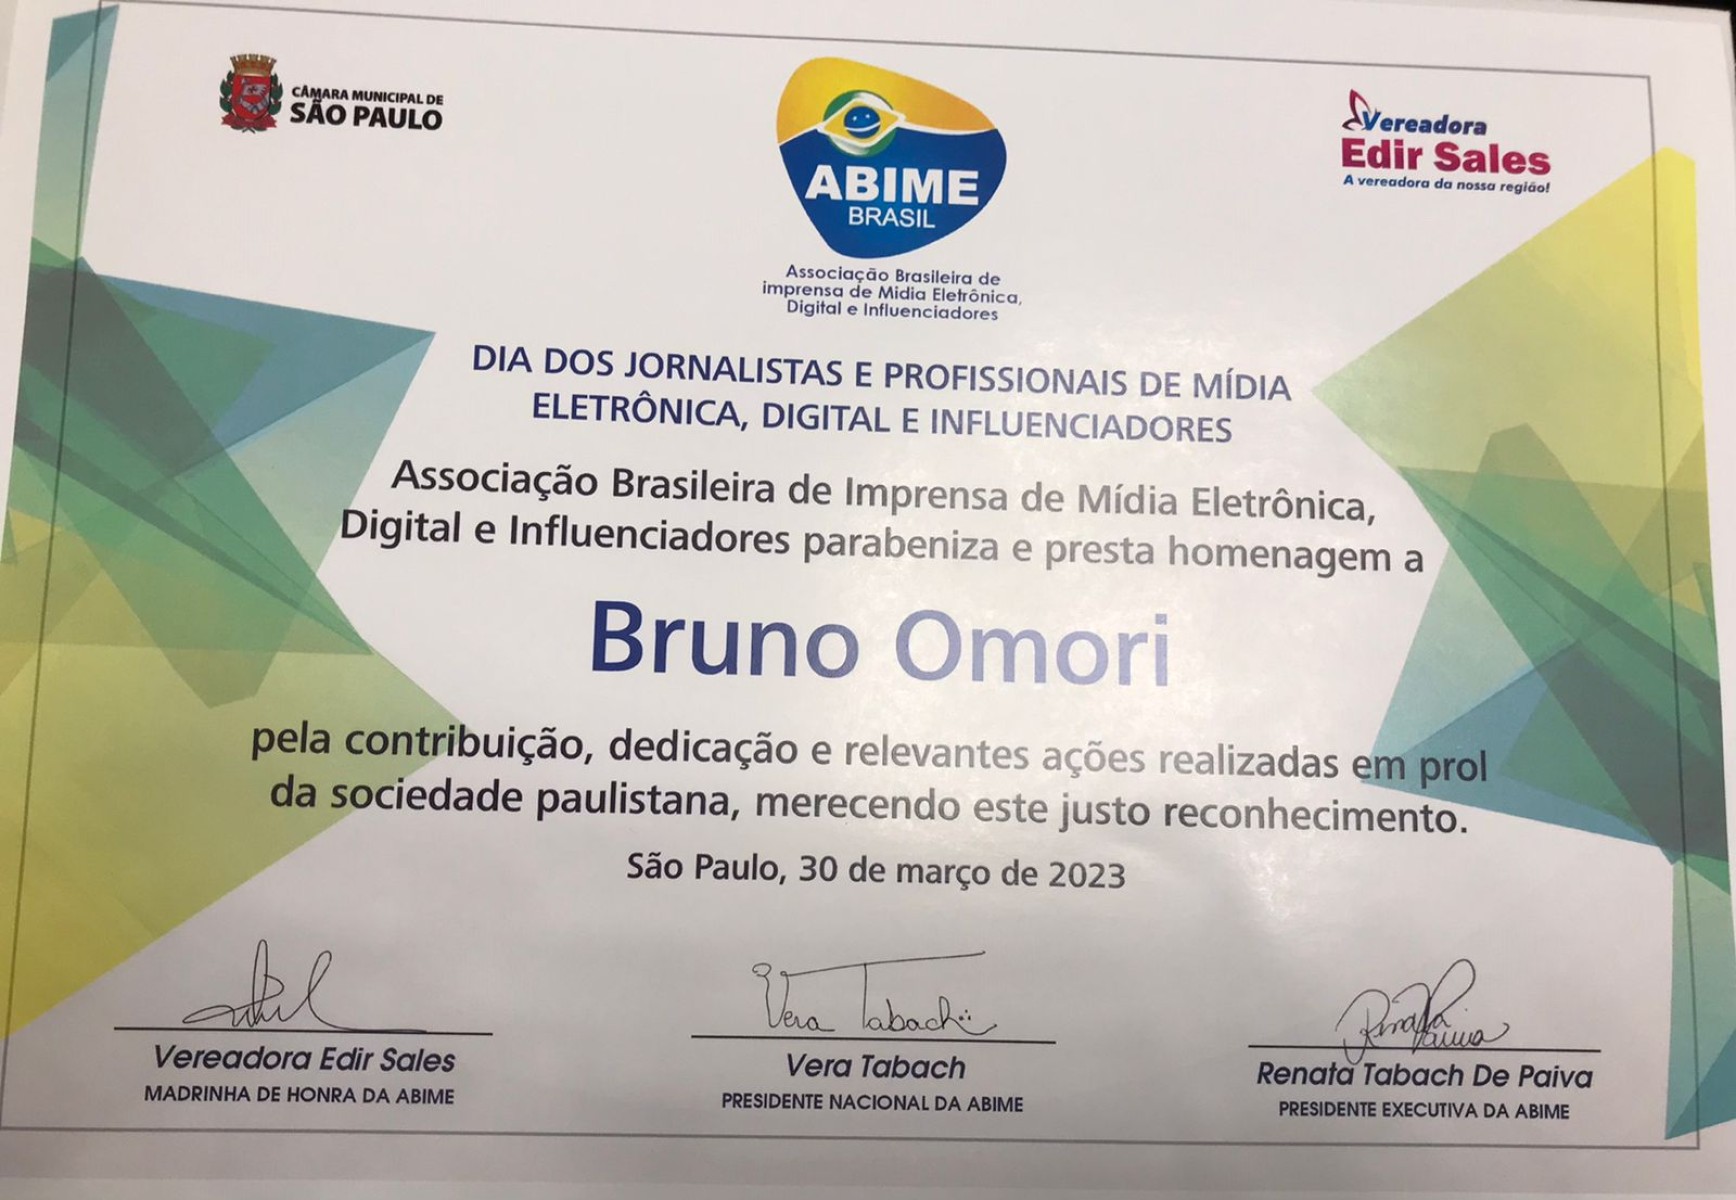 CÂMARA MUNICIPAL DE
SÃO PAULO
ABIME
BRASIL
Associação Brasileira de
imprensa de Midia Eletrônica,
Digital e Influenciadores
Vereadora
Edir Sales
A vereadora da nossa região!
DIA DOS JORNALISTAS E PROFISSIONAIS DE MÍDIA
ELETRÔNICA, DIGITAL E INFLUENCIADORES
Associação Brasileira de Imprensa de Mídia Eletrônica,
Digital e Influenciadores parabeniza e presta homenagem a
Bruno Omori
pela contribuição, dedicação e relevantes ações realizadas em prol
da sociedade paulistana, merecendo este justo reconhecimento.
São Paulo, 30 de março de 2023
Vera Tabach
Vereadora Edir Sales
MADRINHA DE HONRA DA ABIME
Vera Tabach
PRESIDENTE NACIONAL DA ABIME
Renata Tabach De Paiva
PRESIDENTE EXECUTIVA DA ABIME